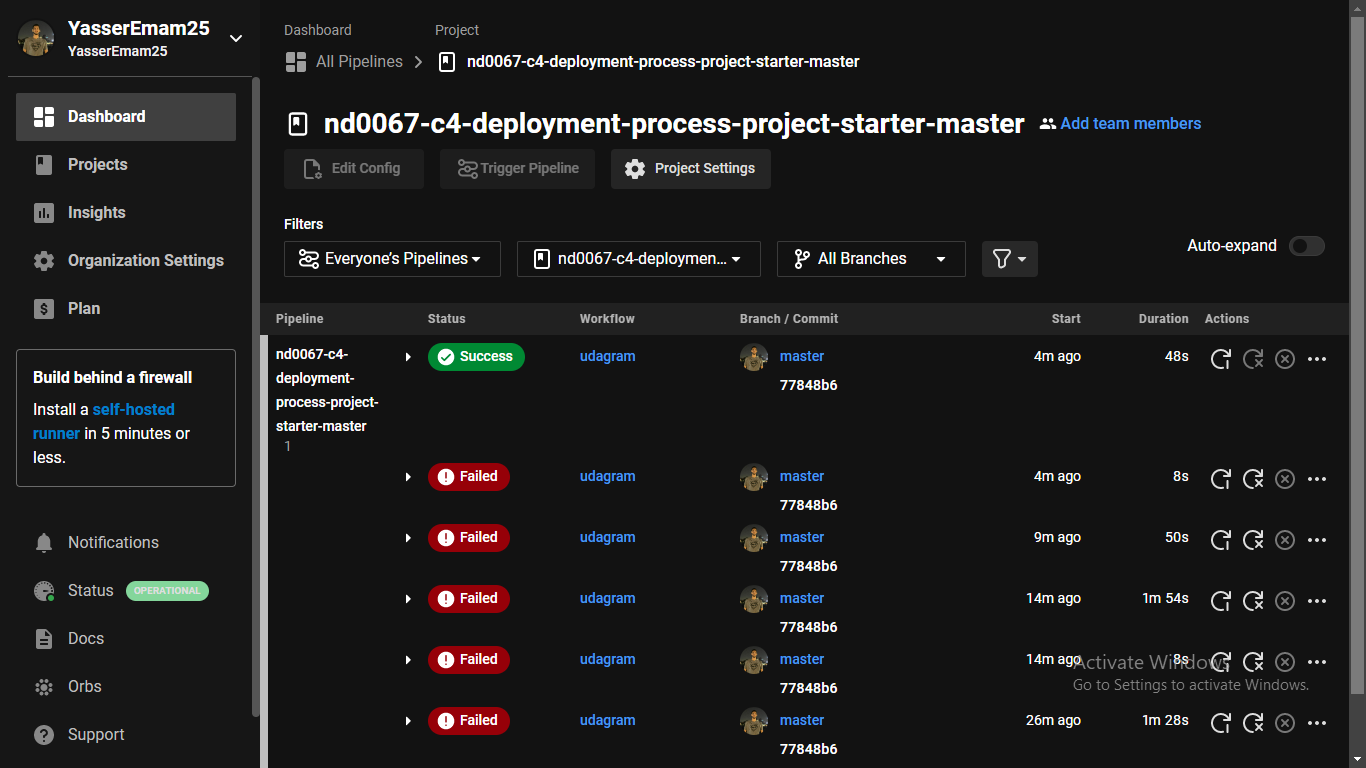 YasserEmam25
YasserEmam25
Dashboard
Projects
Insights
Organization Settings
Plan
Build behind a firewall
Install a self-hosted
runner in 5 minutes or
less.
Notifications
Status OPERATIONAL
Docs
Orbs
Support
Dashboard Project
All Pipelines nd0067-c4-deployment-process-project-starter-master
nd0067-c4-deployment-process-project-starter-master Add team members
Edit Config Trigger Pipeline Project Settings
Filters
Everyone’s Pipelines nd0067-c4-deploymen... All Branches Auto-expand
Pipeline Status Workflow Branch / Commit Start Duration Actions
nd0067-c4-
deployment-
process-project-
starter-master
1
Success udagram master 4m ago 48s
77848b6
Failed udagram master 4m ago 8s
77848b6
Failed udagram master 9m ago 50s
77848b6
Failed udagram master 14m ago 1m 54s
77848b6
Failed udagram master 14m ago 8s
77848b6
Failed udagram master 26m ago 1m 28s
77848b6
Activate Windows
Go to Settings to activate Windows.